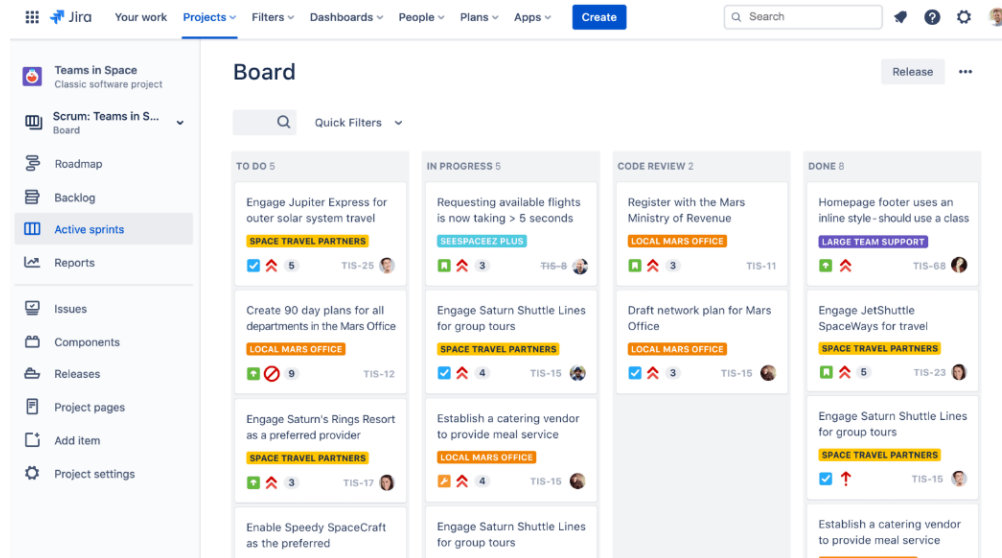 Jira
Your work
Projects
Filters
Dashboards
People
Plans
Apps
Create
Search
Teams in Space
Classic software project
Scrum: Teams in S...
Board
Roadmap
Backlog
Active sprints
Reports
Issues
Components
Releases
Project pages
Add item
Project settings
Board
Release
Quick Filters
TO DO 5
Engage Jupiter Express for
outer solar system travel
SPACE TRAVEL PARTNERS
5 TIS-25
Create 90 day plans for all
departments in the Mars Office
LOCAL MARS OFFICE
9 TIS-12
Engage Saturn's Rings Resort
as a preferred provider
SPACE TRAVEL PARTNERS
3 TIS-17
Enable Speedy SpaceCraft
as the preferred
IN PROGRESS 5
Requesting available flights
is now taking > 5 seconds
SEESPACEEZ PLUS
3 TIS-8
Engage Saturn Shuttle Lines
for group tours
SPACE TRAVEL PARTNERS
4 TIS-15
Establish a catering vendor
to provide meal service
LOCAL MARS OFFICE
4 TIS-15
Engage Saturn Shuttle Lines
for group tours
CODE REVIEW 2
Register with the Mars
Ministry of Revenue
LOCAL MARS OFFICE
3 TIS-11
Draft network plan for Mars
Office
LOCAL MARS OFFICE
3 TIS-15
DONE 8
Homepage footer uses an
inline style - should use a class
LARGE TEAM SUPPORT
TIS-68
Engage JetShuttle
SpaceWays for travel
SPACE TRAVEL PARTNERS
5 TIS-23
Engage Saturn Shuttle Lines
for group tours
SPACE TRAVEL PARTNERS
TIS-15
Establish a catering vendor
to provide meal service